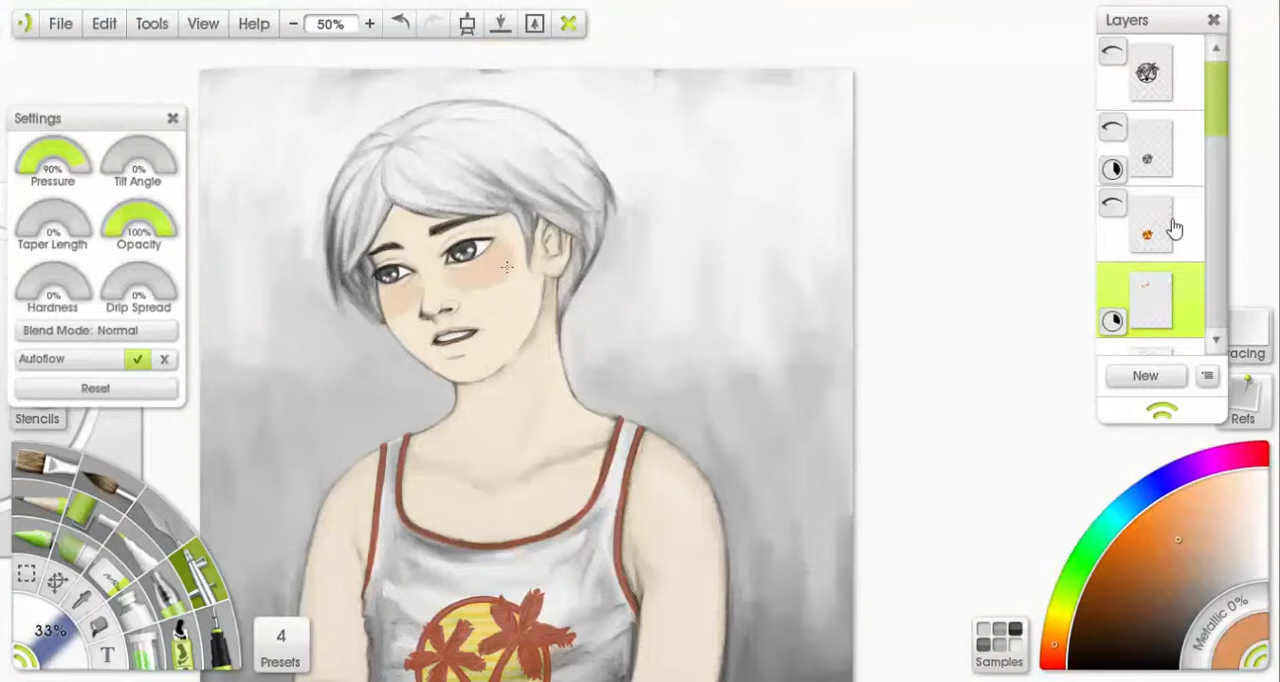 File Edit Tools View Help − 50% +
Layers
Settings
90%
Pressure
0%
Tilt Angle
0%
Taper Length
100%
Opacity
0%
Hardness
0%
Drip Spread
Blend Mode: Normal
Autoflow
Reset
Stencils
New
acing
Refs
33%
T
4
Presets
Samples
Metallic 0%